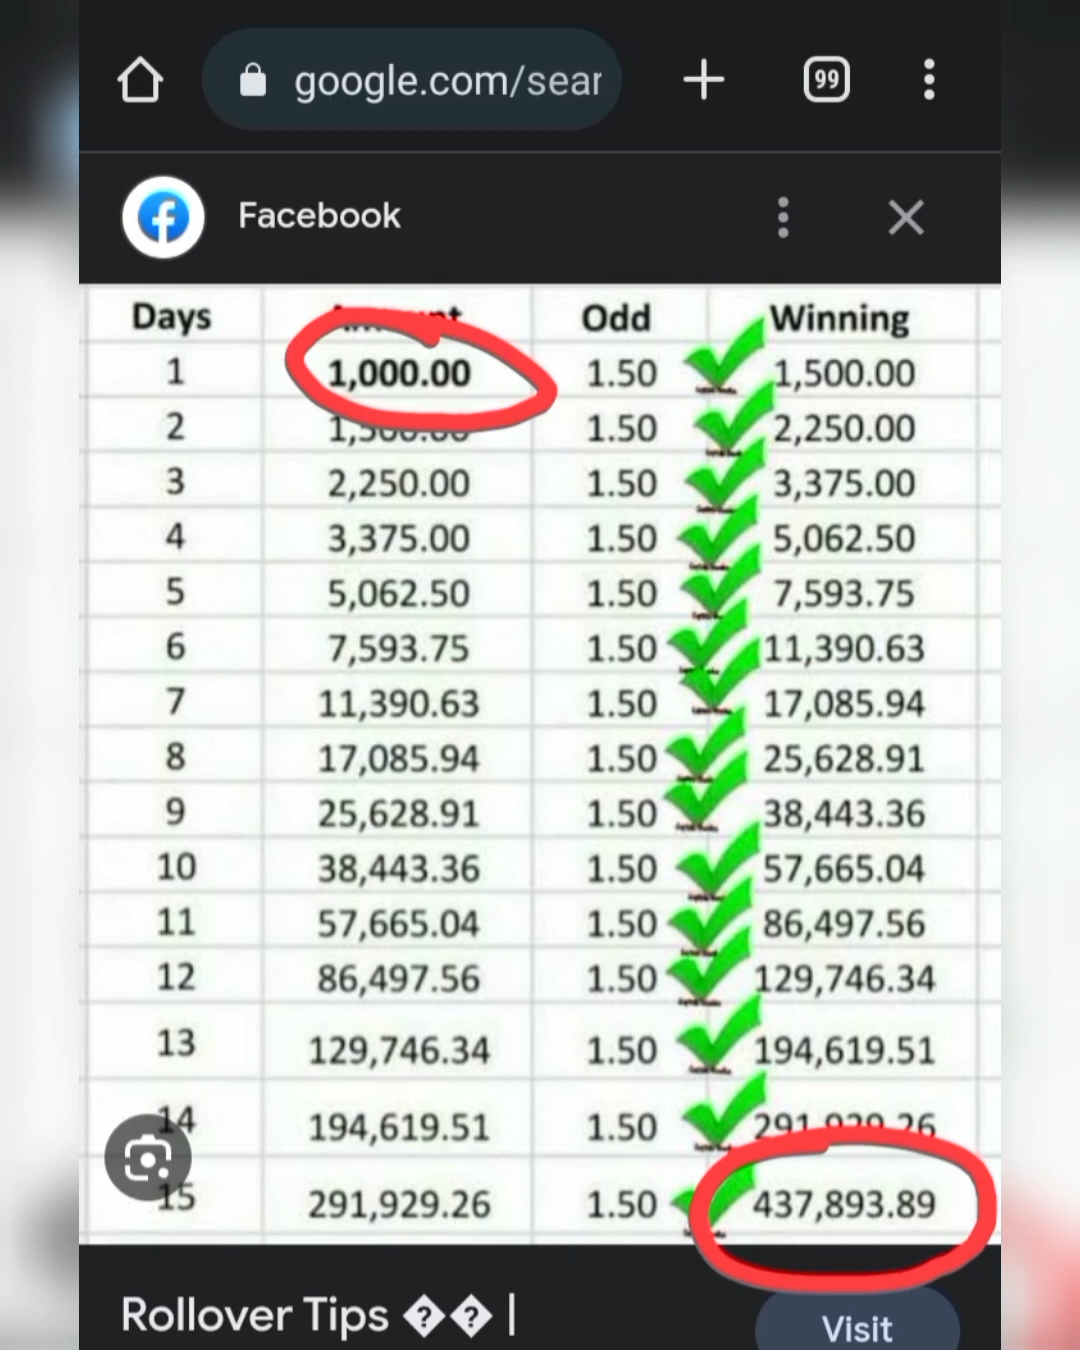 google.com/sear
99
Facebook
Days Amount Odd Winning
1 1,000.00 1.50 1,500.00
2 1,500.00 1.50 2,250.00
3 2,250.00 1.50 3,375.00
4 3,375.00 1.50 5,062.50
5 5,062.50 1.50 7,593.75
6 7,593.75 1.50 11,390.63
7 11,390.63 1.50 17,085.94
8 17,085.94 1.50 25,628.91
9 25,628.91 1.50 38,443.36
10 38,443.36 1.50 57,665.04
11 57,665.04 1.50 86,497.56
12 86,497.56 1.50 129,746.34
13 129,746.34 1.50 194,619.51
14 194,619.51 1.50 291,929.26
15 291,929.26 1.50 437,893.89
Rollover Tips �� |
Visit